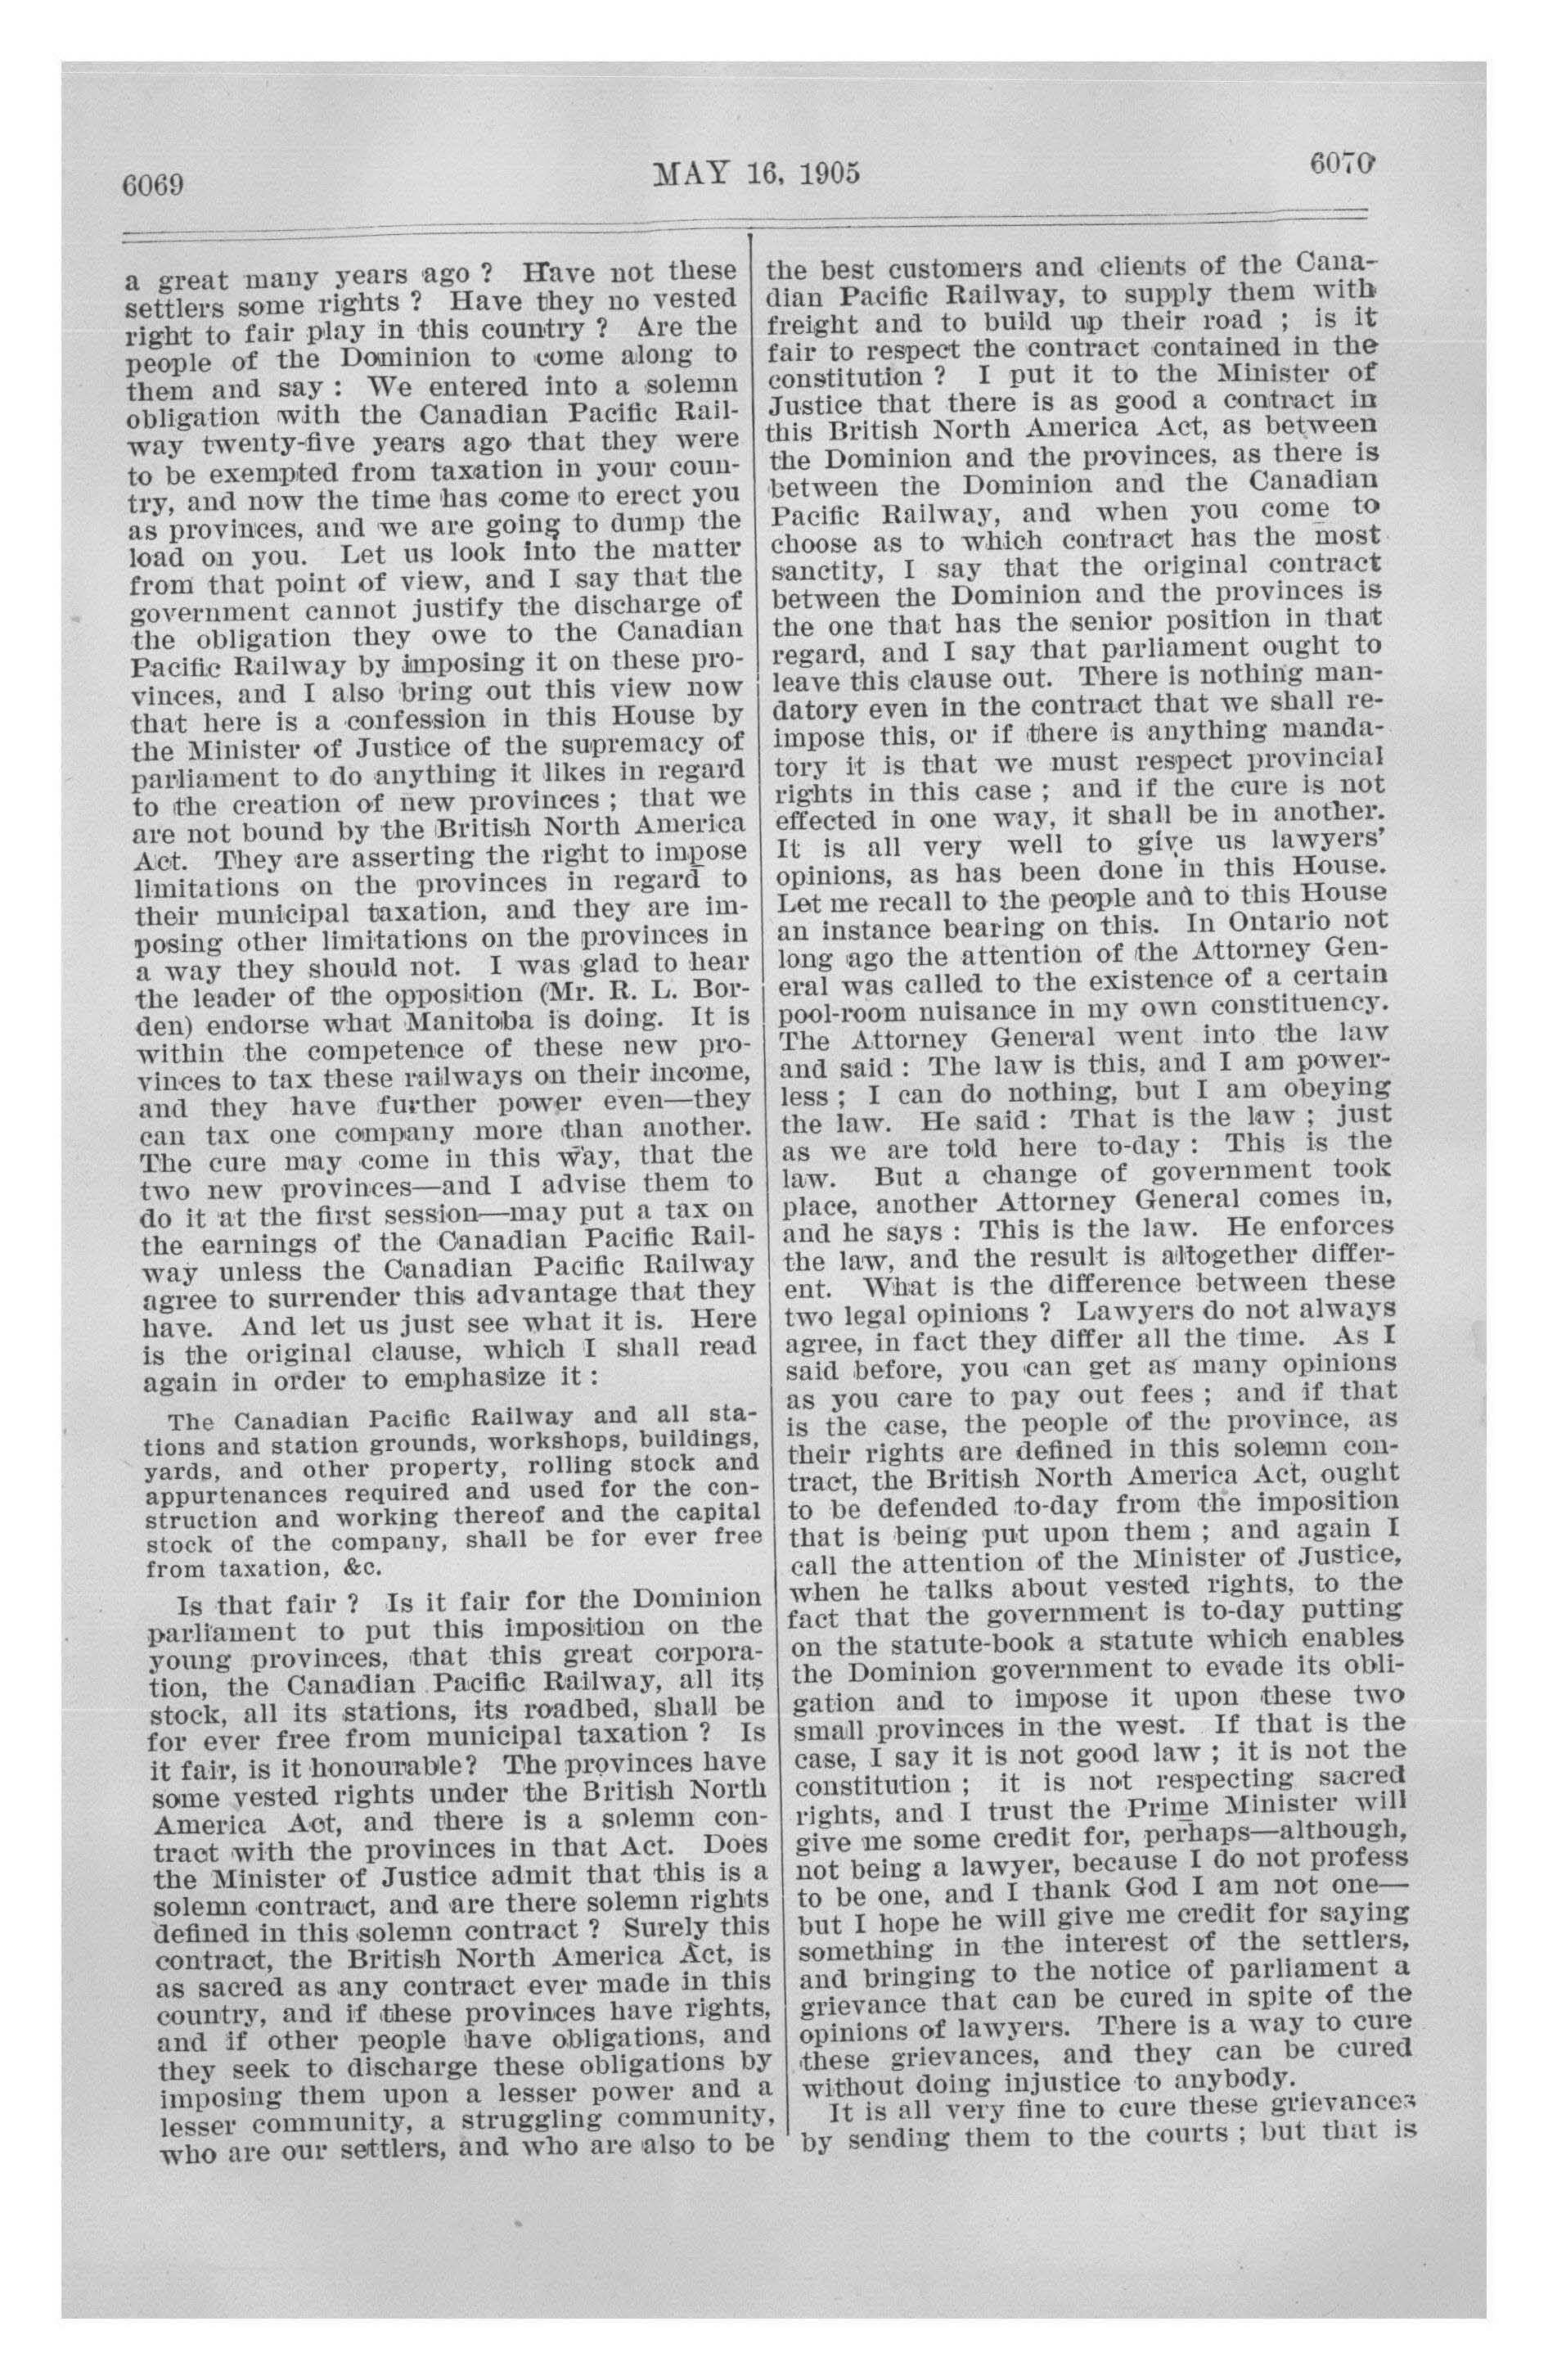 6069
MAY 16, 1905
6070
a great many years ago ? Have not these
settlers some rights ? Have they no vested
right to fair play in this country ? Are the
people of the Dominion to come along to
them and say : We entered into a solemn
obligation with the Canadian Pacific Rail-
way twenty-five years ago that they were
to be exempted from taxation in your coun-
try, and now the time has come to erect you
as provinces, and we are going to dump the
load on you. Let us look into the matter
from that point of view, and I say that the
government cannot justify the discharge of
the obligation they owe to the Canadian
Pacific Railway by imposing it on these pro-
vinces, and I also bring out this view now
that here is a confession in this House by
the Minister of Justice of the supremacy of
parliament to do anything it likes in regard
to the creation of new provinces ; that we
are not bound by the British North America
Act. They are asserting the right to impose
limitations on the provinces in regard to
their municipal taxation, and they are im-
posing other limitations on the provinces in
a way they should not. I was glad to hear
the leader of the opposition (Mr. R. L. Bor-
den) endorse what Manitoba is doing. It is
within the competence of these new pro-
vinces to tax these railways on their income,
and they have further power even—they
can tax one company more than another.
The cure may come in this way, that the
two new provinces—and I advise them to
do it at the first session—may put a tax on
the earnings of the Canadian Pacific Rail-
way unless the Canadian Pacific Railway
agree to surrender this advantage that they
have. And let us just see what it is. Here
is the original clause, which I shall read
again in order to emphasize it :
The Canadian Pacific Railway and all sta-
tions and station grounds, workshops, buildings,
yards, and other property, rolling stock and
appurtenances required and used for the con-
struction and working thereof and the capital
stock of the company, shall be for ever free
from taxation, &c.
Is that fair ? Is it fair for the Dominion
parliament to put this imposition on the
young provinces, that this great corpora-
tion, the Canadian Pacific Railway, all its
stock, all its stations, its roadbed, shall be
for ever free from municipal taxation ? Is
it fair, is it honourable? The provinces have
some vested rights under the British North
America Act, and there is a solemn con-
tract with the provinces in that Act. Does
the Minister of Justice admit that this is a
solemn contract, and are there solemn rights
defined in this solemn contract ? Surely this
contract, the British North America Act, is
as sacred as any contract ever made in this
country, and if these provinces have rights,
and if other people have obligations, and
they seek to discharge these obligations by
imposing them upon a lesser power and a
lesser community, a struggling community,
who are our settlers, and who are also to be
the best customers and clients of the Cana-
dian Pacific Railway, to supply them with
freight and to build up their road ; is it
fair to respect the contract contained in the
constitution ? I put it to the Minister of
Justice that there is as good a contract in
this British North America Act, as between
the Dominion and the provinces, as there is
between the Dominion and the Canadian
Pacific Railway, and when you come to
choose as to which contract has the most
sanctity, I say that the original contract
between the Dominion and the provinces is
the one that has the senior position in that
regard, and I say that parliament ought to
leave this clause out. There is nothing man-
datory even in the contract that we shall re-
impose this, or if there is anything manda-
tory it is that we must respect provincial
rights in this case ; and if the cure is not
effected in one way, it shall be in another.
It is all very well to give us lawyers'
opinions, as has been done in this House.
Let me recall to the people and to this House
an instance bearing on this. In Ontario not
long ago the attention of the Attorney Gen-
eral was called to the existence of a certain
pool-room nuisance in my own constituency.
The Attorney General went into the law
and said : The law is this, and I am power-
less ; I can do nothing, but I am obeying
the law. He said : That is the law ; just
as we are told here to-day : This is the
law. But a change of government took
place, another Attorney General comes in,
and he says : This is the law. He enforces
the law, and the result is altogether differ-
ent. What is the difference between these
two legal opinions ? Lawyers do not always
agree, in fact they differ all the time. As I
said before, you can get as many opinions
as you care to pay out fees ; and if that
is the case, the people of the province, as
their rights are defined in this solemn con-
tract, the British North America Act, ought
to be defended to-day from the imposition
that is being put upon them ; and again I
call the attention of the Minister of Justice,
when he talks about vested rights, to the
fact that the government is to-day putting
on the statute-book a statute which enables
the Dominion government to evade its obli-
gation and to impose it upon these two
small provinces in the west. If that is the
case, I say it is not good law ; it is not the
constitution ; it is not respecting sacred
rights, and I trust the Prime Minister will
give me some credit for, perhaps—although,
not being a lawyer, because I do not profess
to be one, and I thank God I am not one—
but I hope he will give me credit for saying
something in the interest of the settlers,
and bringing to the notice of parliament a
grievance that can be cured in spite of the
opinions of lawyers. There is a way to cure
these grievances, and they can be cured
without doing injustice to anybody.
It is all very fine to cure these grievances
by sending them to the courts ; but that is